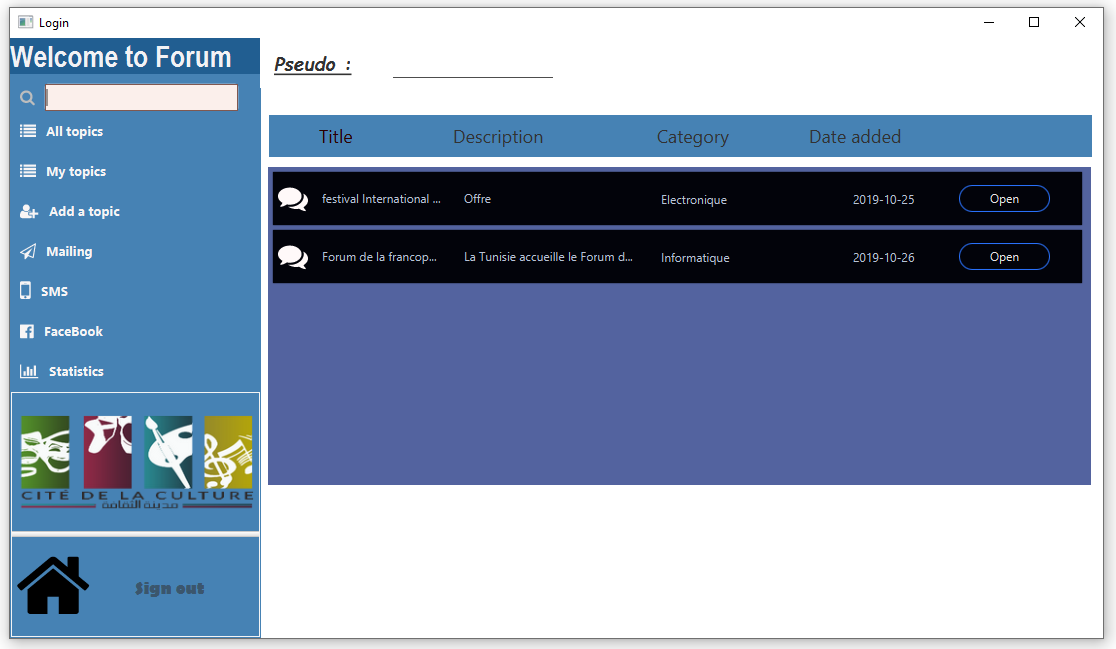 Login
Welcome to Forum
All topics
My topics
Add a topic
Mailing
SMS
FaceBook
Statistics
CITÉ DE LA CULTURE
مدينة الثقافة
Sign out
Pseudo :
Title Description Category Date added
festival International ... Offre Electronique 2019-10-25 Open
Forum de la francop... La Tunisie accueille le Forum d... Informatique 2019-10-26 Open